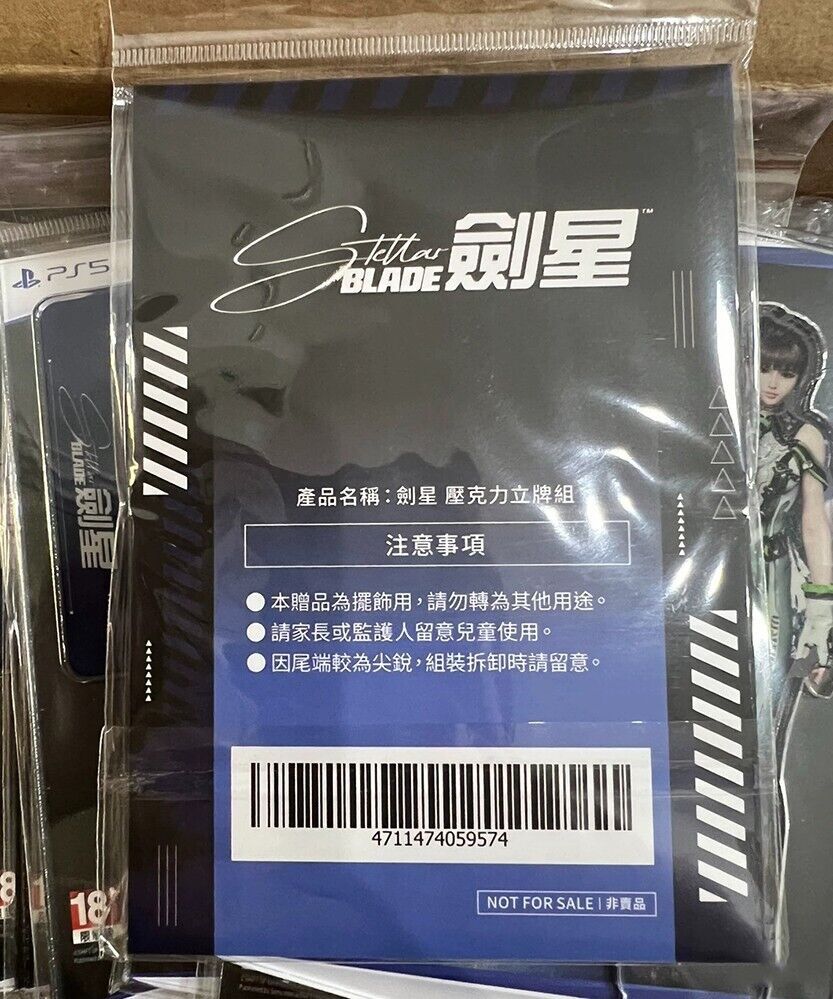 Stellar
BLADE 劍星™
PS5
Stellar
BLADE 劍星
產品名稱：劍星 壓克力立牌組
注意事項
● 本贈品為擺飾用，請勿轉為其他用途。
● 請家長或監護人留意兒童使用。
● 因尾端較為尖銳，組裝拆卸時請留意。
4711474059574
NOT FOR SALE | 非賣品
18
18